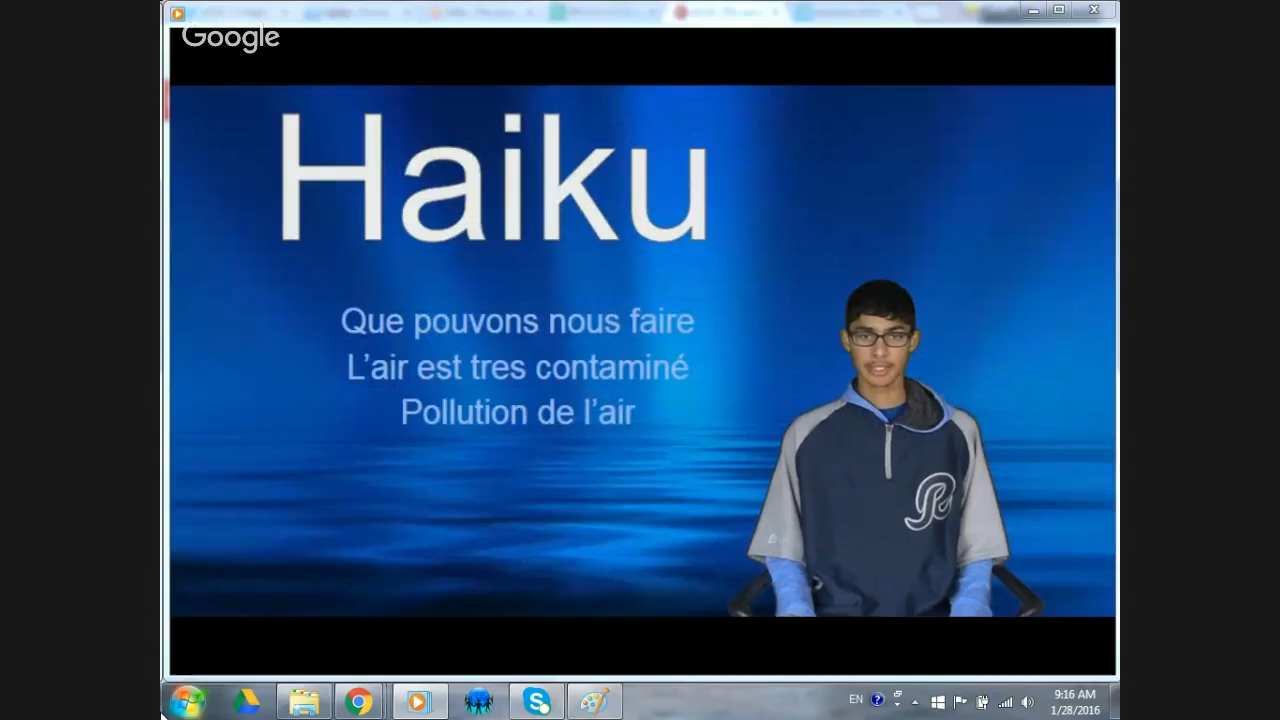 Google
Haiku
Que pouvons nous faire
L’air est tres contaminé
Pollution de l’air
EN
9:16 AM
1/28/2016